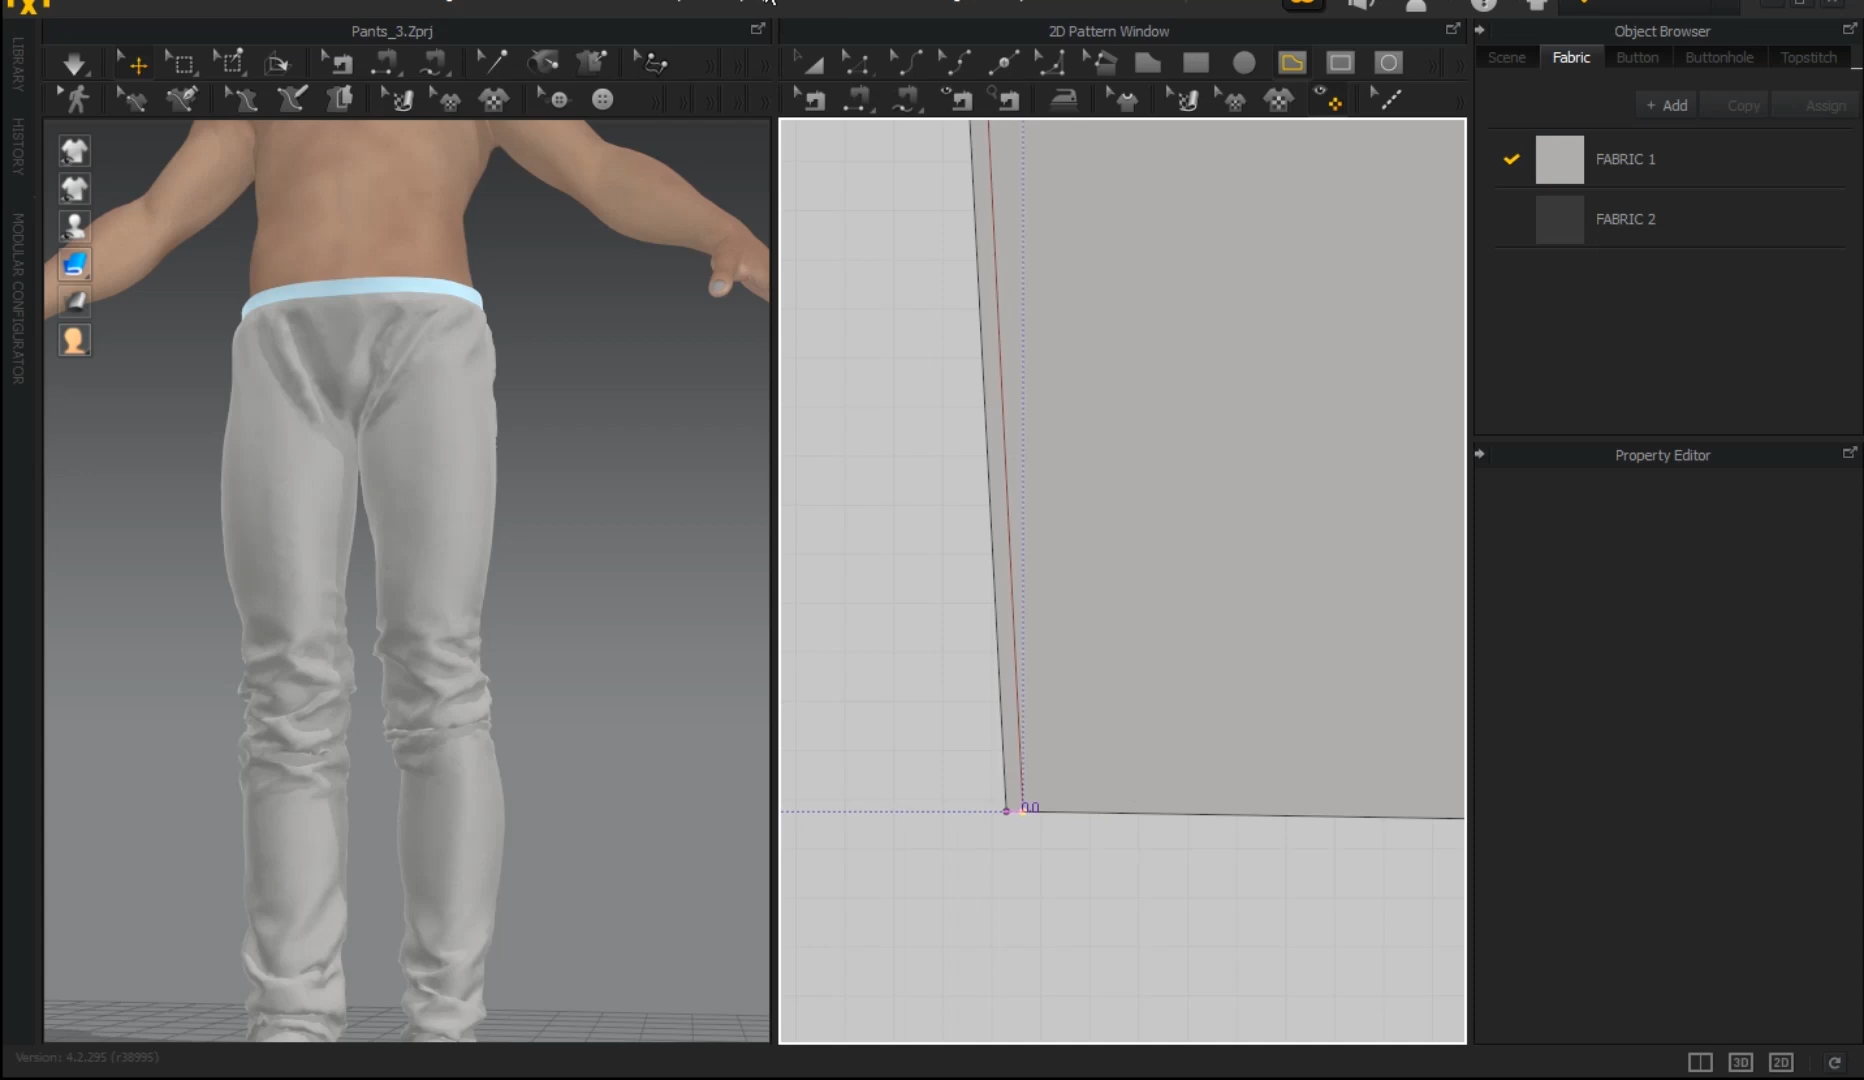 Pants_3.Zprj
2D Pattern Window
Object Browser
Scene
Fabric
Button
Buttonhole
Topstitch
+ Add
Copy
Assign
FABRIC 1
FABRIC 2
LIBRARY
HISTORY
MODULAR CONFIGURATOR
Property Editor
0.0
Version: 4.2.295 (r38995)
3D
2D